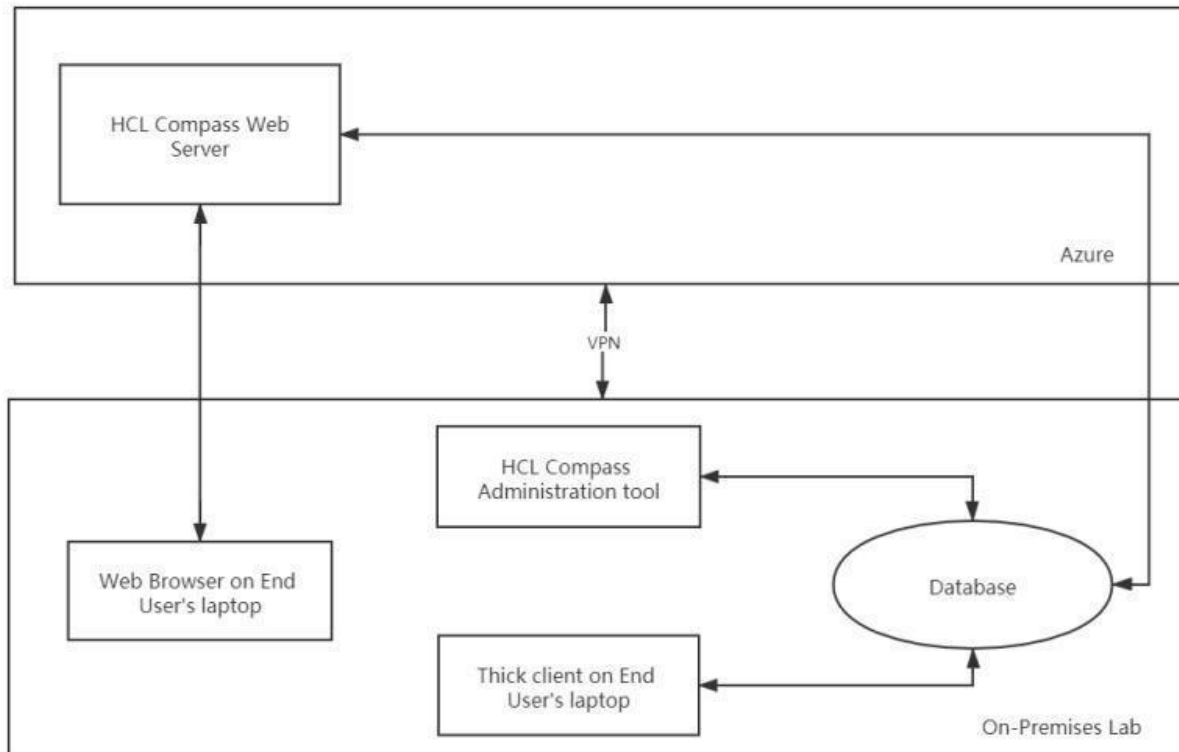 HCL Compass Web
Server
Azure
VPN
HCL Compass
Administration tool
Web Browser on End
User's laptop
Database
Thick client on End
User's laptop
On-Premises Lab